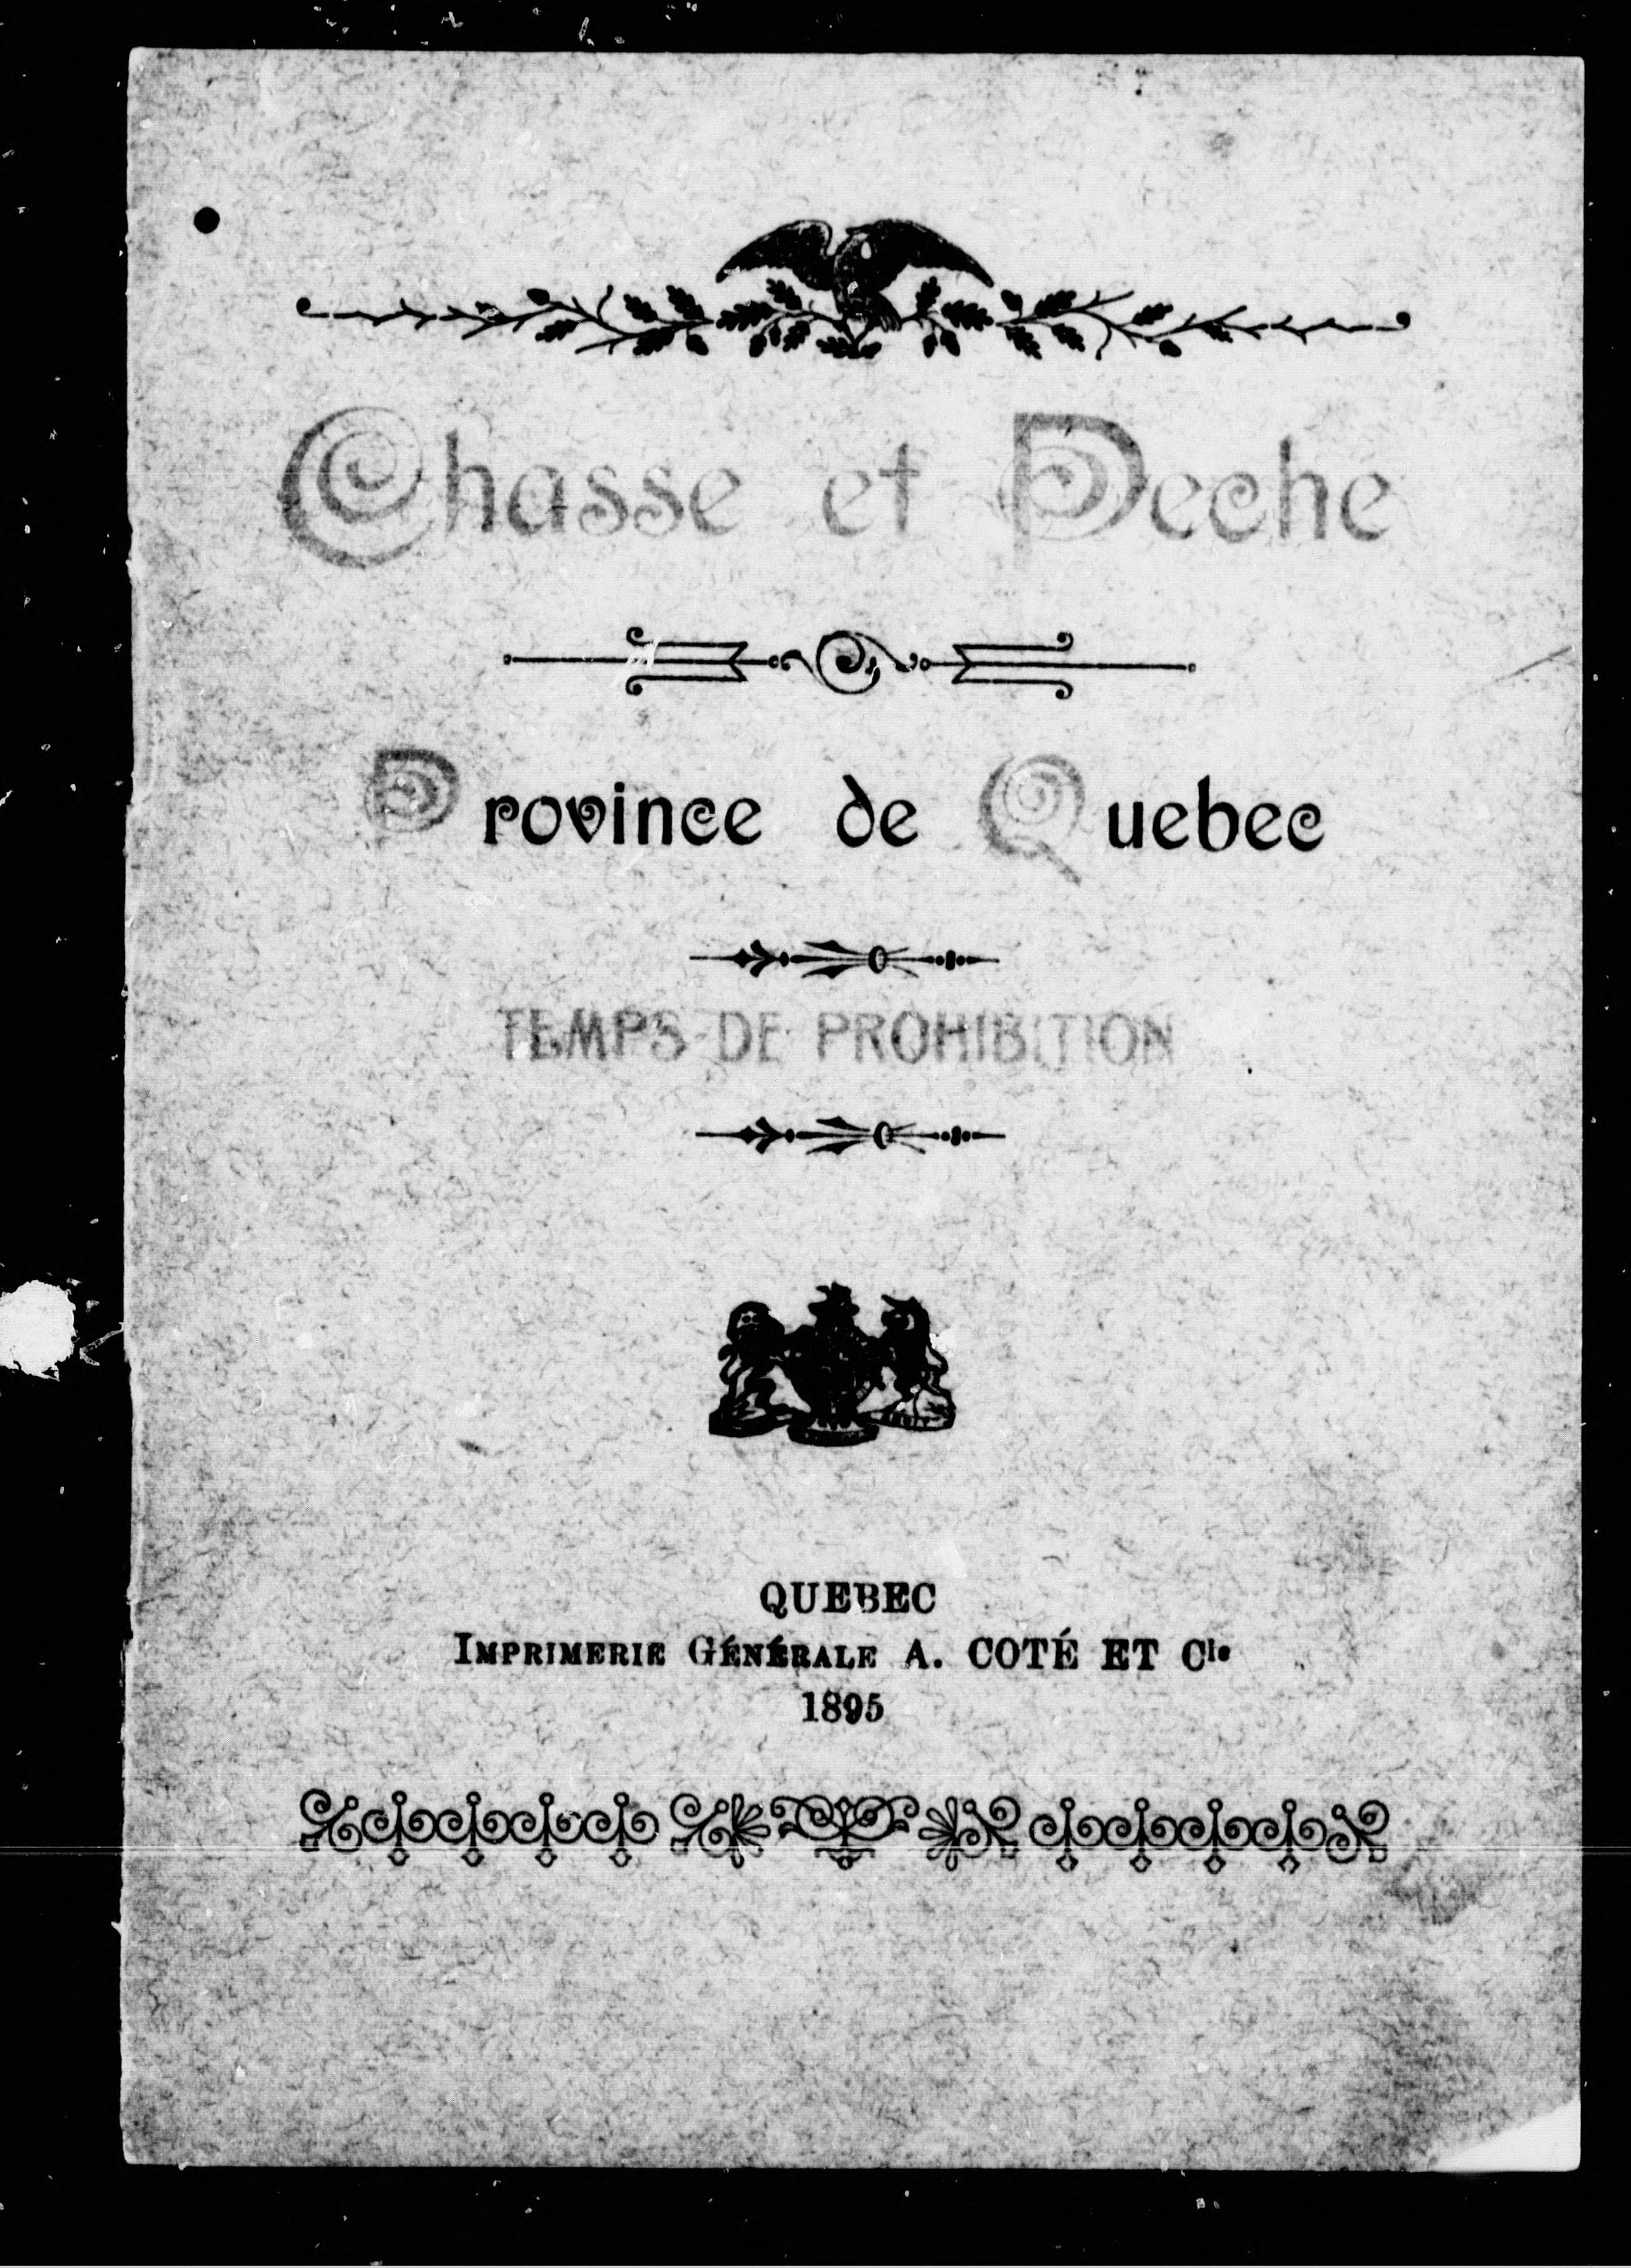 Chasse et Peche
Province de Quebec
TEMPS DE PROHIBITION
QUEBEC
IMPRIMERIE GÉNÉRALE A. COTÉ ET Cie
1895